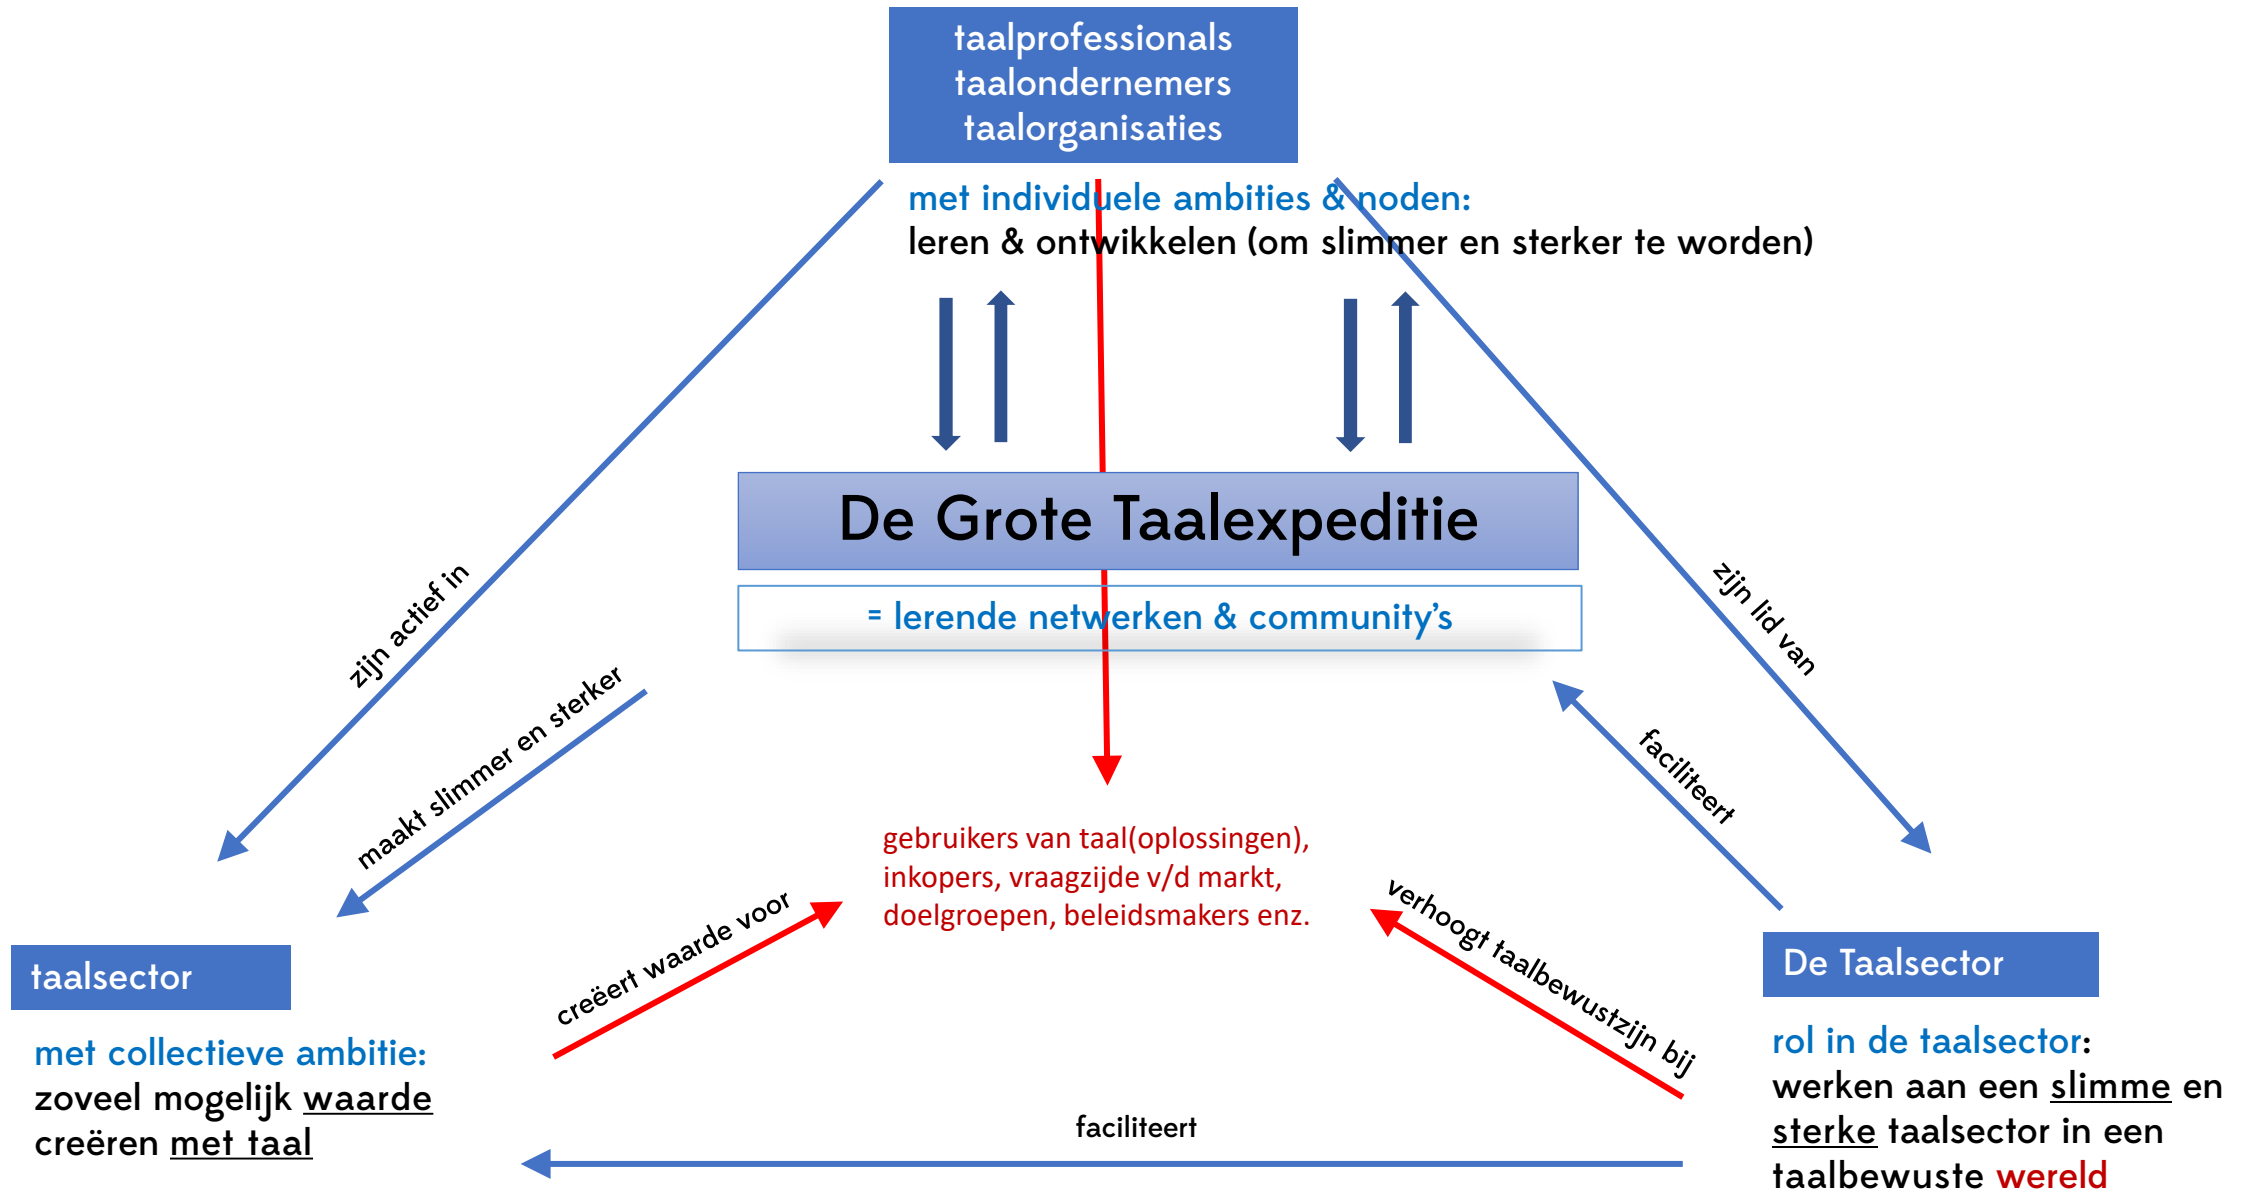 taalprofessionals
taalondernemers
taalorganisaties
met individuele ambities & noden:
leren & ontwikkelen (om slimmer en sterker te worden)
De Grote Taalexpeditie
= lerende netwerken & community's
zijn actief in
zijn lid van
maakt slimmer en sterker
faciliteert
gebruikers van taal(oplossingen),
inkopers, vraagzijde v/d markt,
doelgroepen, beleidsmakers enz.
creëert waarde voor
verhoogt taalbewustzijn bij
taalsector
met collectieve ambitie:
zoveel mogelijk waarde
creëren met taal
De Taalsector
rol in de taalsector:
werken aan een slimme en
sterke taalsector in een
taalbewuste wereld
faciliteert